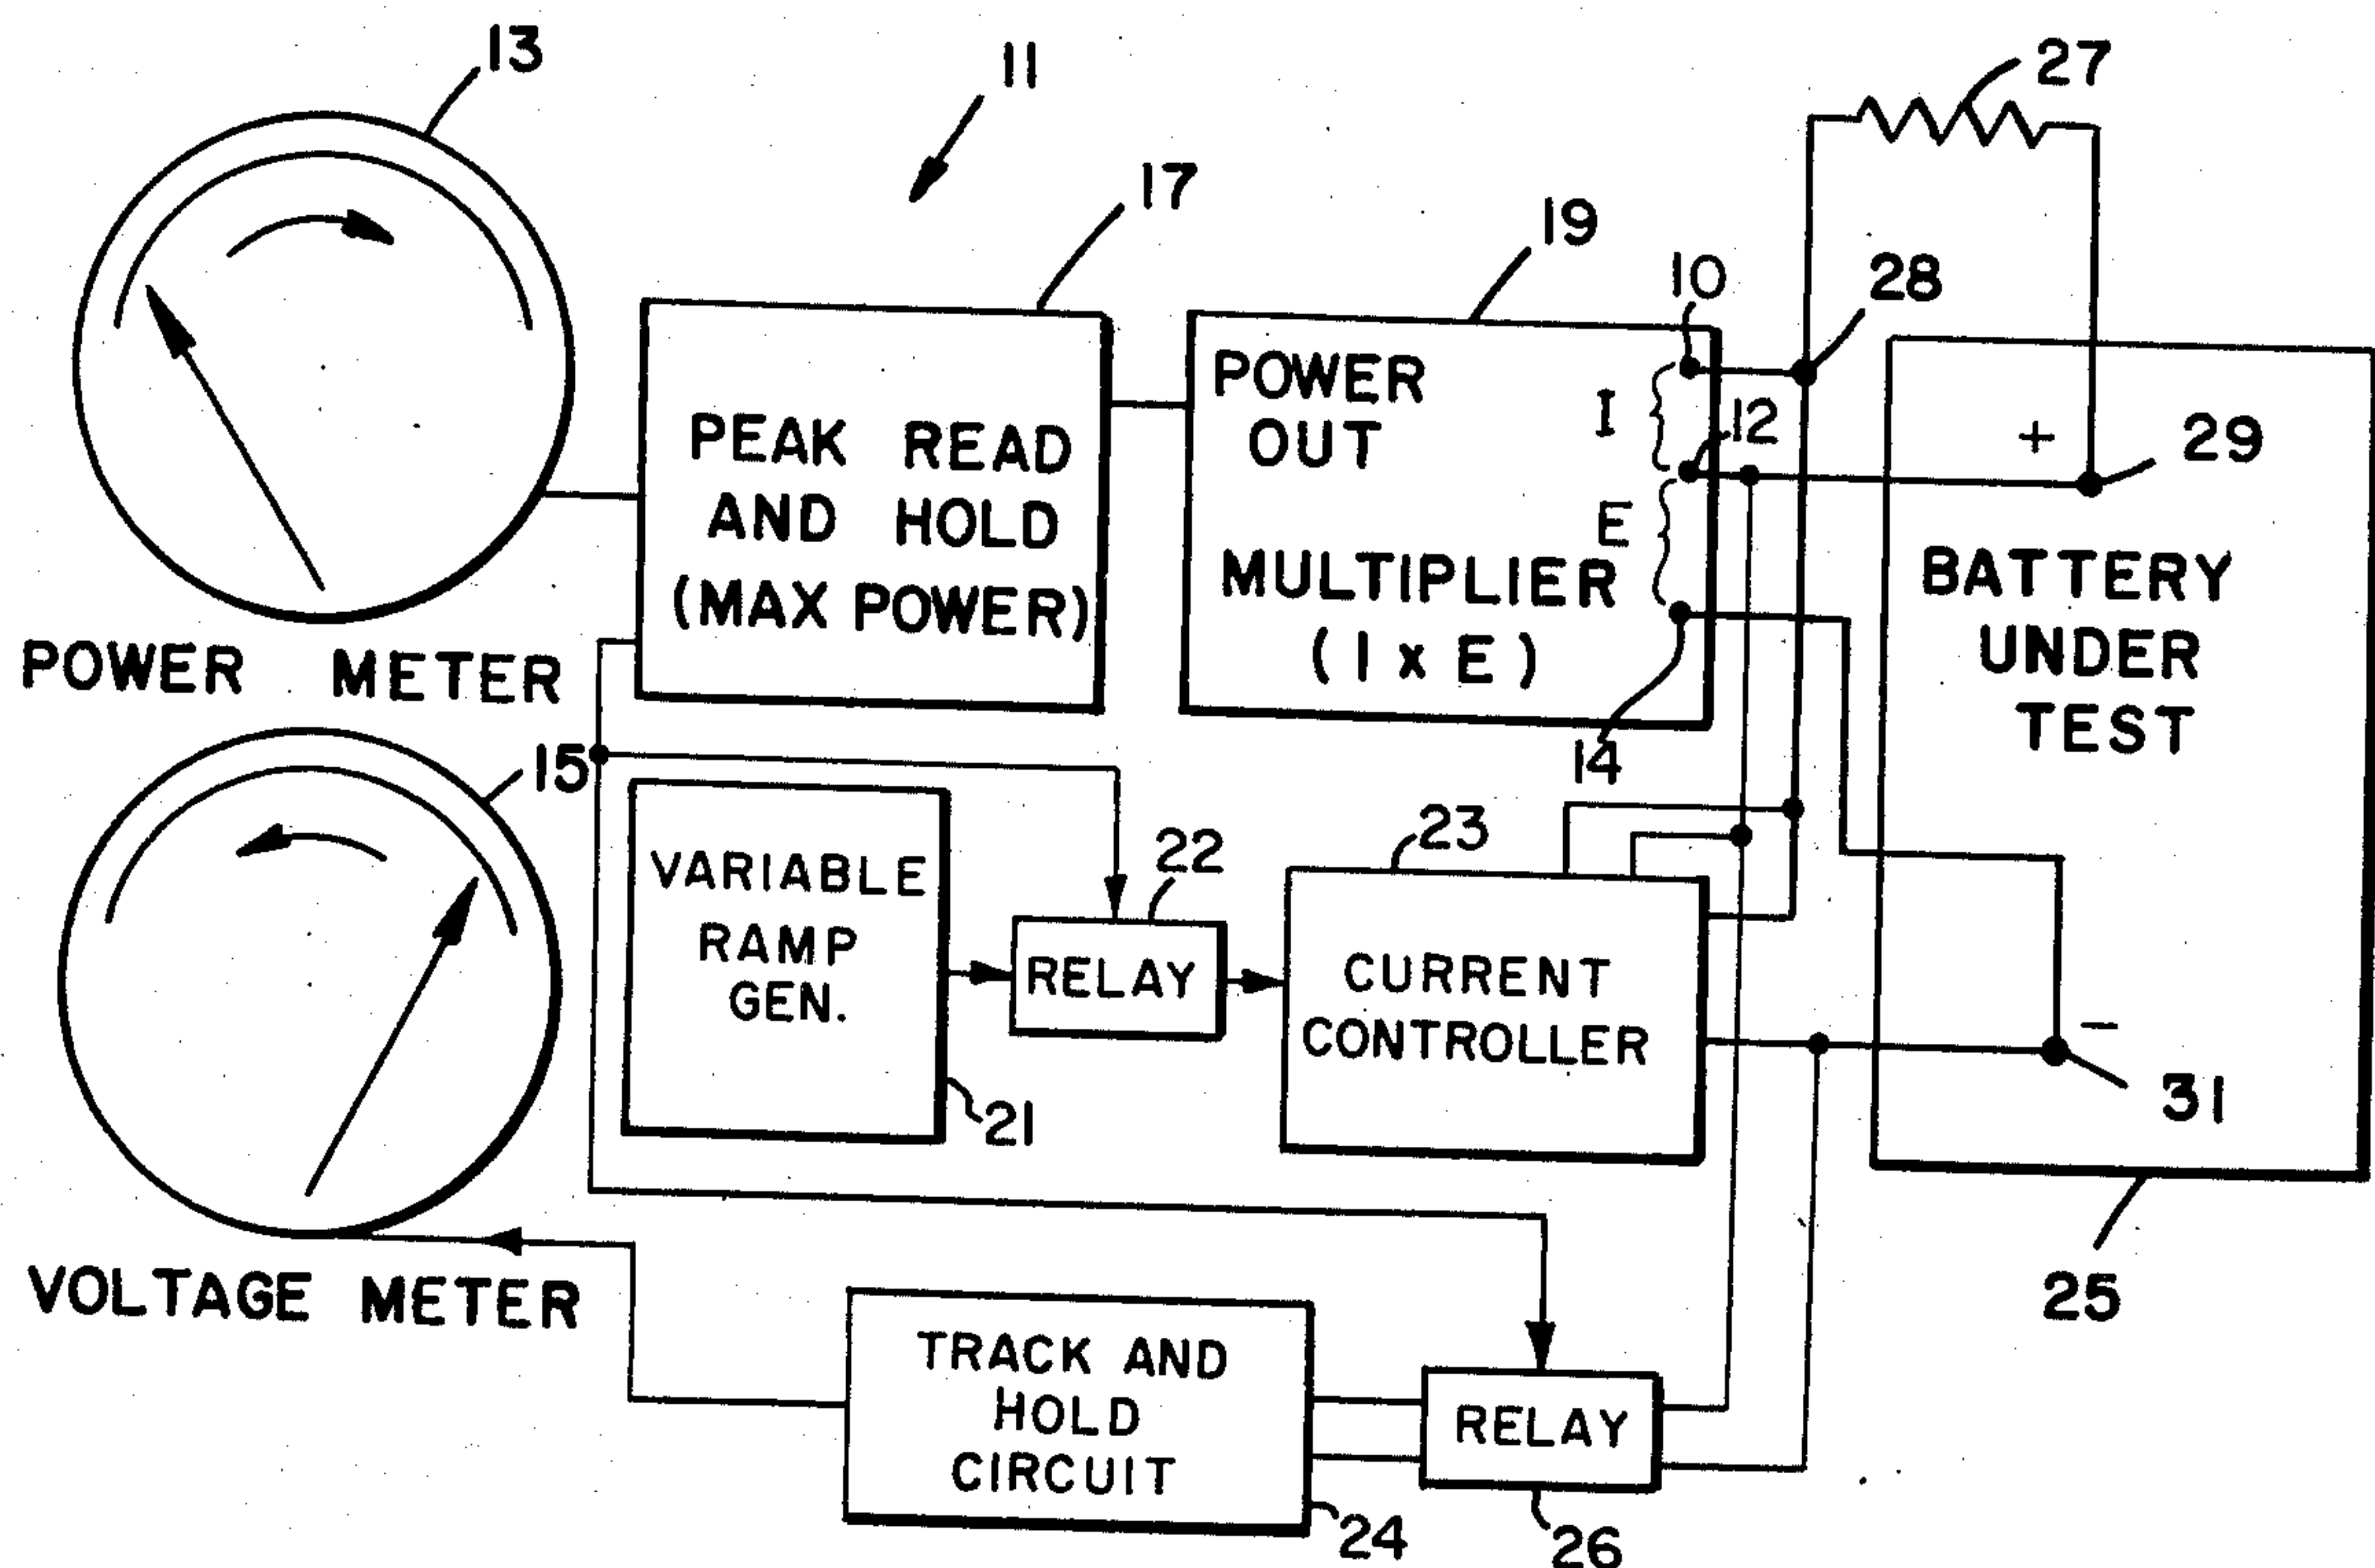 13
11
27
17
19
10
28
POWER
OUT
I
12
+
29
PEAK READ
AND HOLD
(MAX POWER)
E
MULTIPLIER
(I x E)
BATTERY
UNDER
TEST
POWER METER
14
15
VARIABLE
RAMP
GEN.
22
23
RELAY
CURRENT
CONTROLLER
−
31
21
25
VOLTAGE METER
TRACK AND
HOLD
CIRCUIT
RELAY
24
26